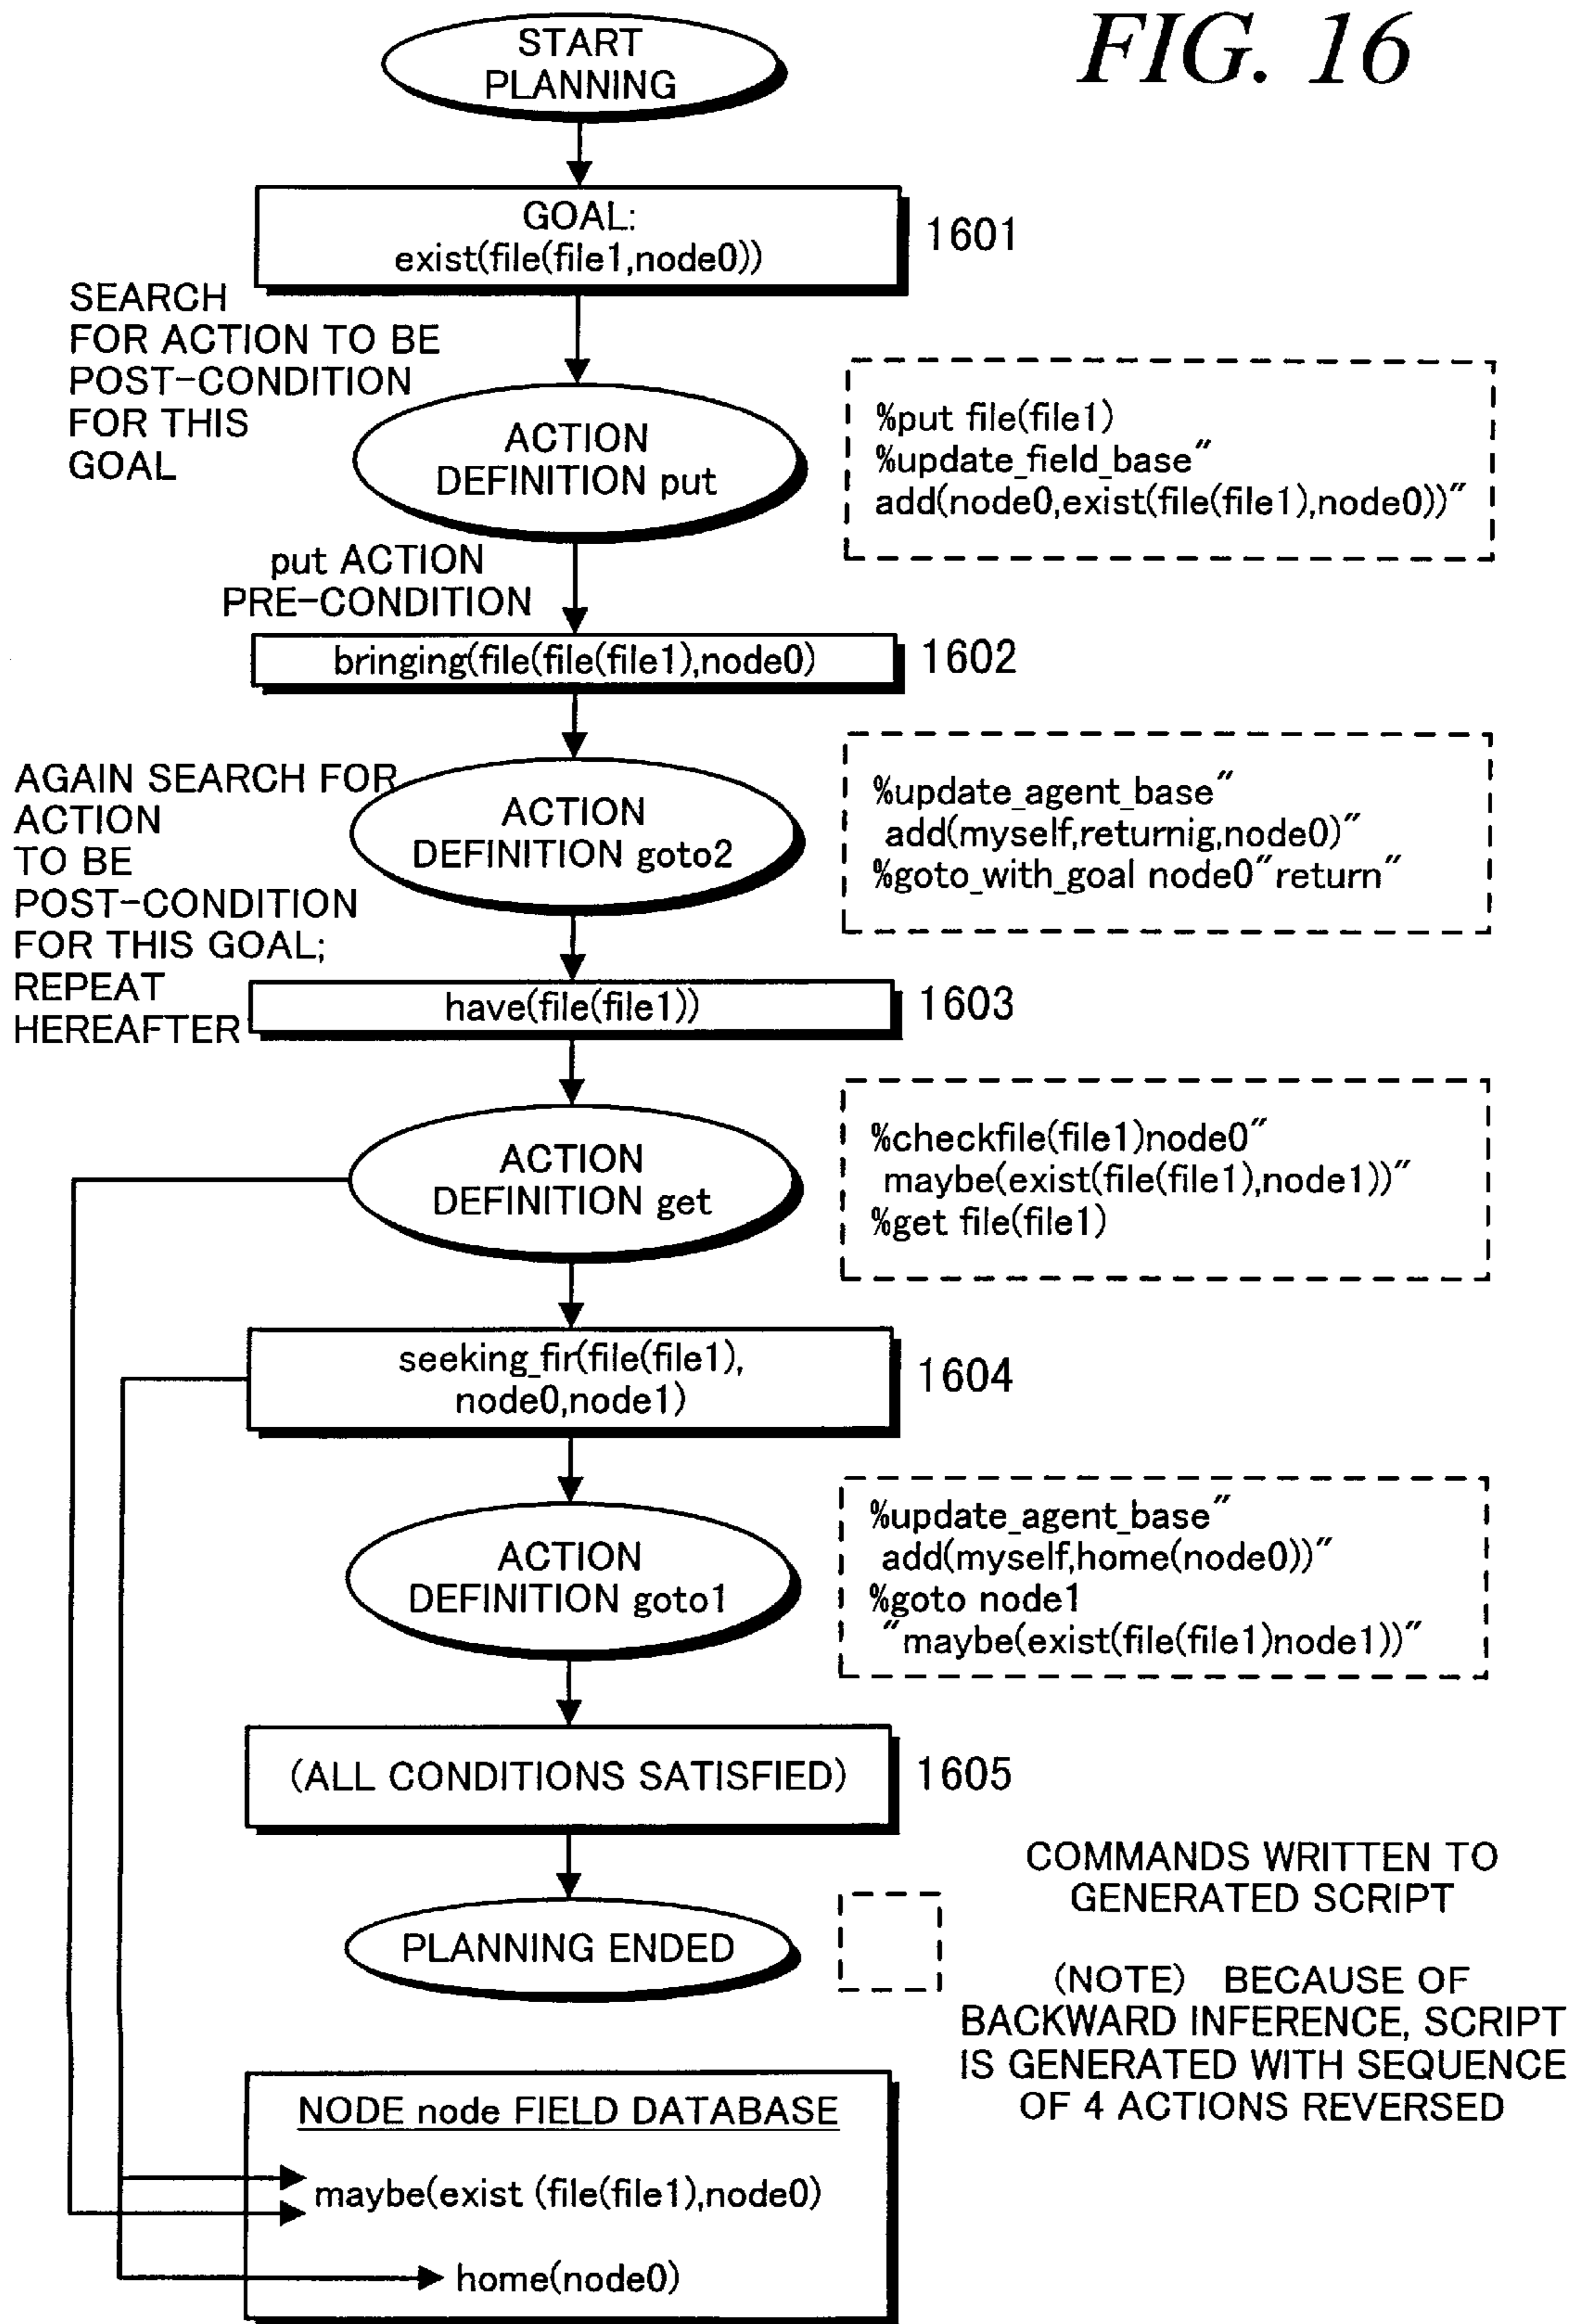 FIG. 16
START
PLANNING
GOAL:
exist(file(file1,node0))
1601
SEARCH
FOR ACTION TO BE
POST-CONDITION
FOR THIS
GOAL
ACTION
DEFINITION put
%put file(file1)
%update_field_base"
add(node0,exist(file(file1),node0))"
put ACTION
PRE-CONDITION
bringing(file(file(file1),node0)
1602
AGAIN SEARCH FOR
ACTION
TO BE
POST-CONDITION
FOR THIS GOAL;
REPEAT
HEREAFTER
ACTION
DEFINITION goto2
%update_agent_base"
add(myself,returnig,node0)"
%goto_with_goal node0"return"
have(file(file1))
1603
ACTION
DEFINITION get
%checkfile(file1)node0"
maybe(exist(file(file1),node1))"
%get file(file1)
seeking_fir(file(file1),
node0,node1)
1604
ACTION
DEFINITION goto1
%update_agent_base"
add(myself,home(node0))"
%goto node1
"maybe(exist(file(file1)node1))"
(ALL CONDITIONS SATISFIED)
1605
PLANNING ENDED
COMMANDS WRITTEN TO
GENERATED SCRIPT
(NOTE) BECAUSE OF
BACKWARD INFERENCE, SCRIPT
IS GENERATED WITH SEQUENCE
OF 4 ACTIONS REVERSED
NODE node FIELD DATABASE
maybe(exist (file(file1),node0)
home(node0)